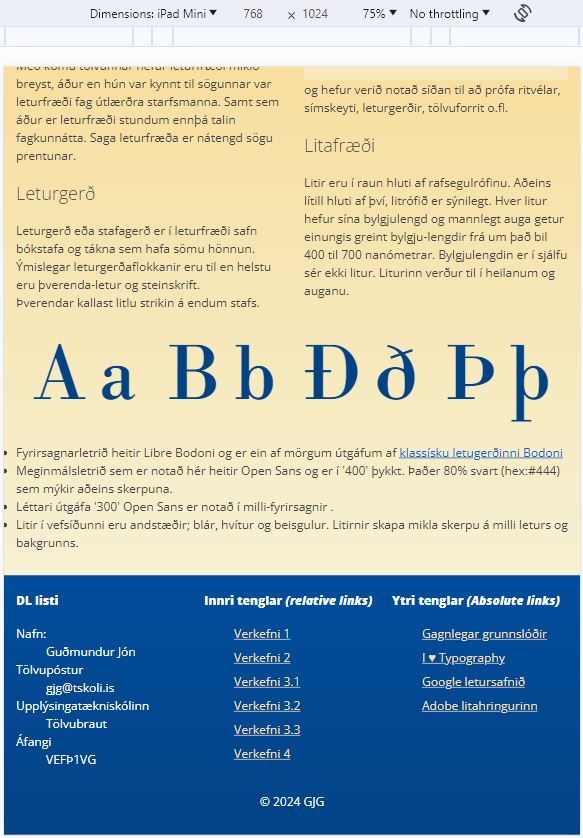 Dimensions: iPad Mini 768 × 1024 75% No throttling
Með komu tölvunnar hefur leturfræði mikið
breyst, áður en hún var kynnt til sögunnar var
leturfræði fag útlærðra starfsmanna. Samt sem
áður er leturfræði stundum ennþá talin
fagkunnátta. Saga leturfræða er nátengd sögu
prentunar.
Leturgerð
Leturgerð eða stafagerð er í leturfræði safn
bókstafa og tákna sem hafa sömu hönnun.
Ýmislegar leturgerðaflokkanir eru til en helstu
eru þverenda-letur og steinskrift.
Þverendar kallast litlu strikin á endum stafs.
og hefur verið notað síðan til að prófa ritvélar,
símskeyti, leturgerðir, tölvuforrit o.fl.
Litafræði
Litir eru í raun hluti af rafsegulrófinu. Aðeins
lítill hluti af því, litrófið er sýnilegt. Hver litur
hefur sína bylgjulengd og mannlegt auga getur
einungis greint bylgju-lengdir frá um það bil
400 til 700 nanómetrar. Bylgjulengdin er í sjálfu
sér ekki litur. Liturinn verður til í heilanum og
auganu.
Aa Bb Ðð Þþ
Fyrirsagnarletrið heitir Libre Bodoni og er ein af mörgum útgáfum af klassísku letugerðinni Bodoni
Meginmálsletrið sem er notað hér heitir Open Sans og er í '400' þykkt. Þaðer 80% svart (hex:#444)
sem mýkir aðeins skerpuna.
Léttari útgáfa '300' Open Sans er notað í milli-fyrirsagnir .
Litir í vefsíðunni eru andstæðir; blár, hvítur og beisgulur. Litirnir skapa mikla skerpu á milli leturs og
bakgrunns.
DL listi
Nafn:
Guðmundur Jón
Tölvupóstur
gjg@tskoli.is
Upplýsingatækniskólinn
Tölvubraut
Áfangi
VEFÞ1VG
Innri tenglar (relative links)
Verkefni 1
Verkefni 2
Verkefni 3.1
Verkefni 3.2
Verkefni 3.3
Verkefni 4
Ytri tenglar (Absolute links)
Gagnlegar grunnslóðir
I ♥ Typography
Google letursafnið
Adobe litahringurinn
© 2024 GJG